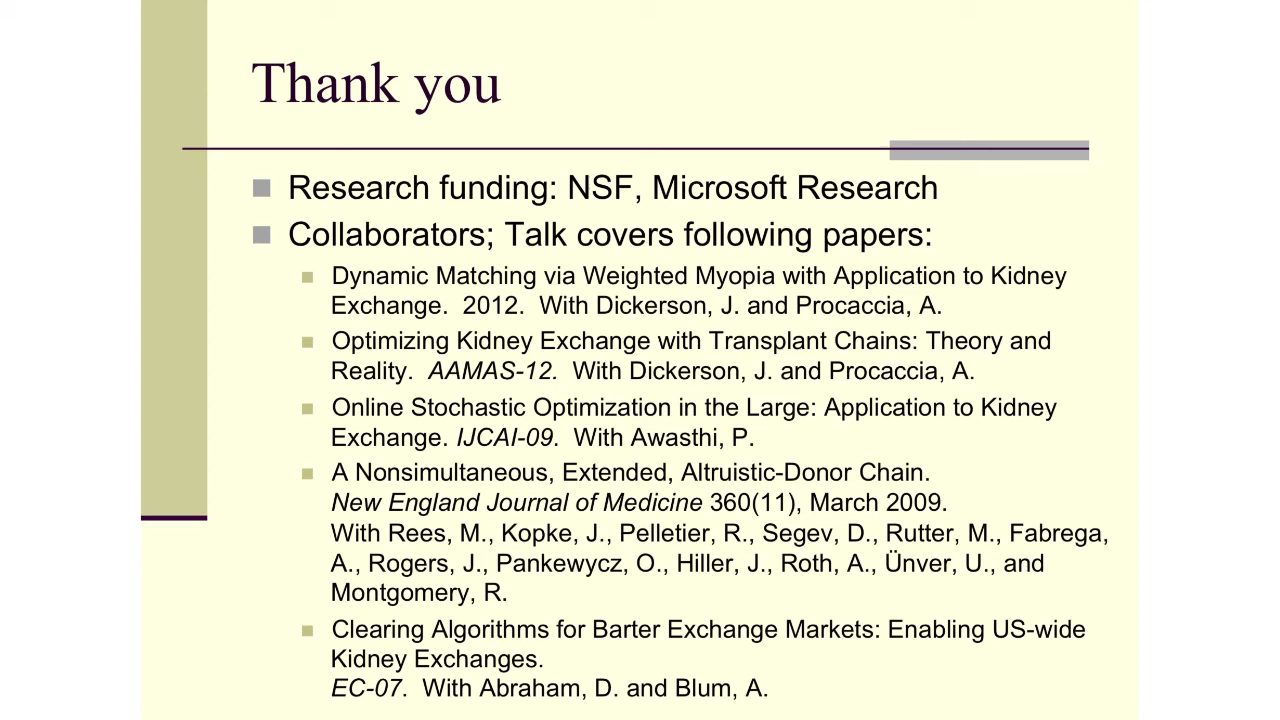 Thank you
Research funding: NSF, Microsoft Research
Collaborators; Talk covers following papers:
Dynamic Matching via Weighted Myopia with Application to Kidney
Exchange.  2012.  With Dickerson, J. and Procaccia, A.
Optimizing Kidney Exchange with Transplant Chains: Theory and
Reality.  AAMAS-12.  With Dickerson, J. and Procaccia, A.
Online Stochastic Optimization in the Large: Application to Kidney
Exchange. IJCAI-09.  With Awasthi, P.
A Nonsimultaneous, Extended, Altruistic-Donor Chain.
New England Journal of Medicine 360(11), March 2009.
With Rees, M., Kopke, J., Pelletier, R., Segev, D., Rutter, M., Fabrega,
A., Rogers, J., Pankewycz, O., Hiller, J., Roth, A., Ünver, U., and
Montgomery, R.
Clearing Algorithms for Barter Exchange Markets: Enabling US-wide
Kidney Exchanges.
EC-07.  With Abraham, D. and Blum, A.